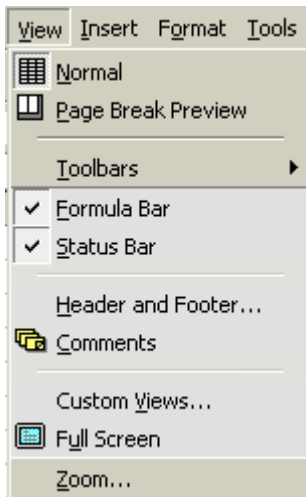 View Insert Format Tools
Normal
Page Break Preview
Toolbars
Formula Bar
Status Bar
Header and Footer...
Comments
Custom Views...
Full Screen
Zoom...